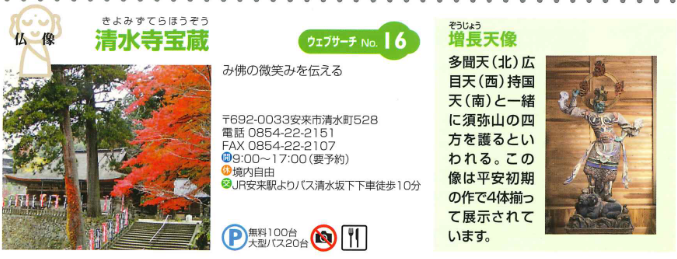 仏像
きよみずでらほうぞう
清水寺宝蔵
ウェブサーチ No. 16
み佛の微笑みを伝える
〒692-0033安来市清水町528
電話 0854-22-2151
FAX 0854-22-2107
開9:00～17:00(要予約)
休境内自由
交JR安来駅よりバス清水坂下下車徒歩10分
P 無料100台
大型バス20台
ぞうじょう
増長天像
多聞天(北)広
目天(西)持国
天(南)と一緒
に須弥山の四
方を護るとい
われる。この
像は平安初期
の作で4体揃っ
て展示されて
います。